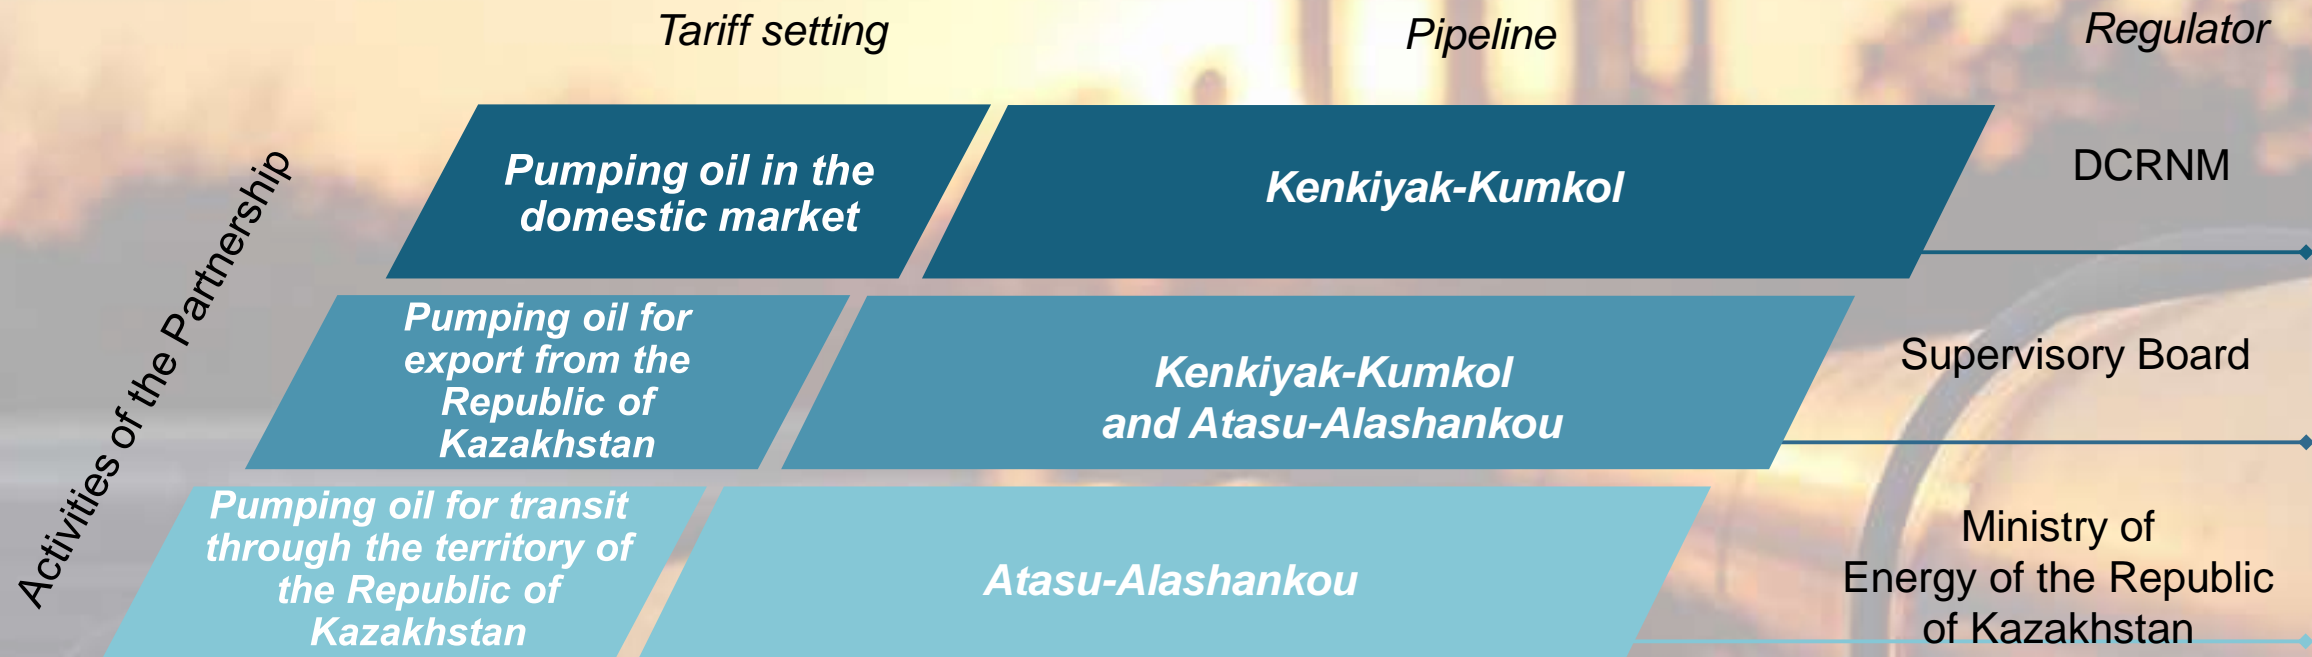 Tariff setting
Pipeline
Regulator
Activities of the Partnership
Pumping oil in the
domestic market
Kenkiyak-Kumkol
DCRNM
Pumping oil for
export from the
Republic of
Kazakhstan
Kenkiyak-Kumkol
and Atasu-Alashankou
Supervisory Board
Pumping oil for transit
through the territory of
the Republic of
Kazakhstan
Atasu-Alashankou
Ministry of
Energy of the Republic
of Kazakhstan